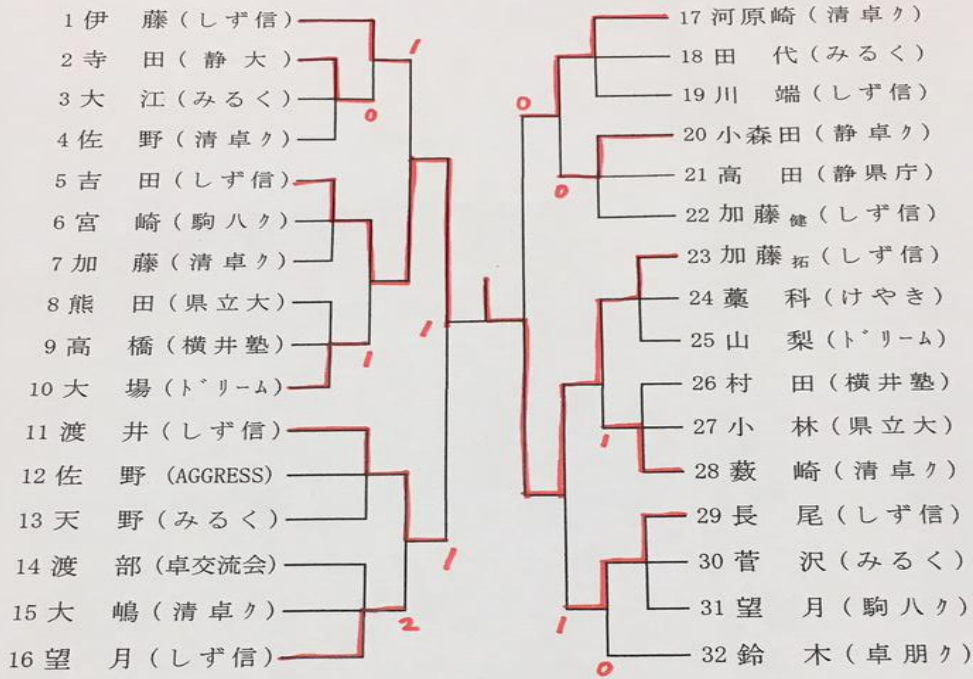 1 伊 藤 (しず信)
2 寺 田 (静 大)
3 大 江 (みるく)
4 佐 野 (清卓ク)
5 吉 田 (しず信)
6 宮 崎 (駒八ク)
7 加 藤 (清卓ク)
8 熊 田 (県立大)
9 高 橋 (横井塾)
10 大 場 (ドリーム)
11 渡 井 (しず信)
12 佐 野 (AGGRESS)
13 天 野 (みるく)
14 渡 部 (卓交流会)
15 大 嶋 (清卓ク)
16 望 月 (しず信)
1
0
1
1
1
2
17 河原崎 (清卓ク)
18 田 代 (みるく)
19 川 端 (しず信)
20 小森田 (静卓ク)
21 高 田 (静県庁)
22 加藤健 (しず信)
23 加藤拓 (しず信)
24 藁 科 (けやき)
25 山 梨 (ドリーム)
26 村 田 (横井塾)
27 小 林 (県立大)
28 薮 崎 (清卓ク)
29 長 尾 (しず信)
30 菅 沢 (みるく)
31 望 月 (駒八ク)
32 鈴 木 (卓朋ク)
0
0
1
1
0